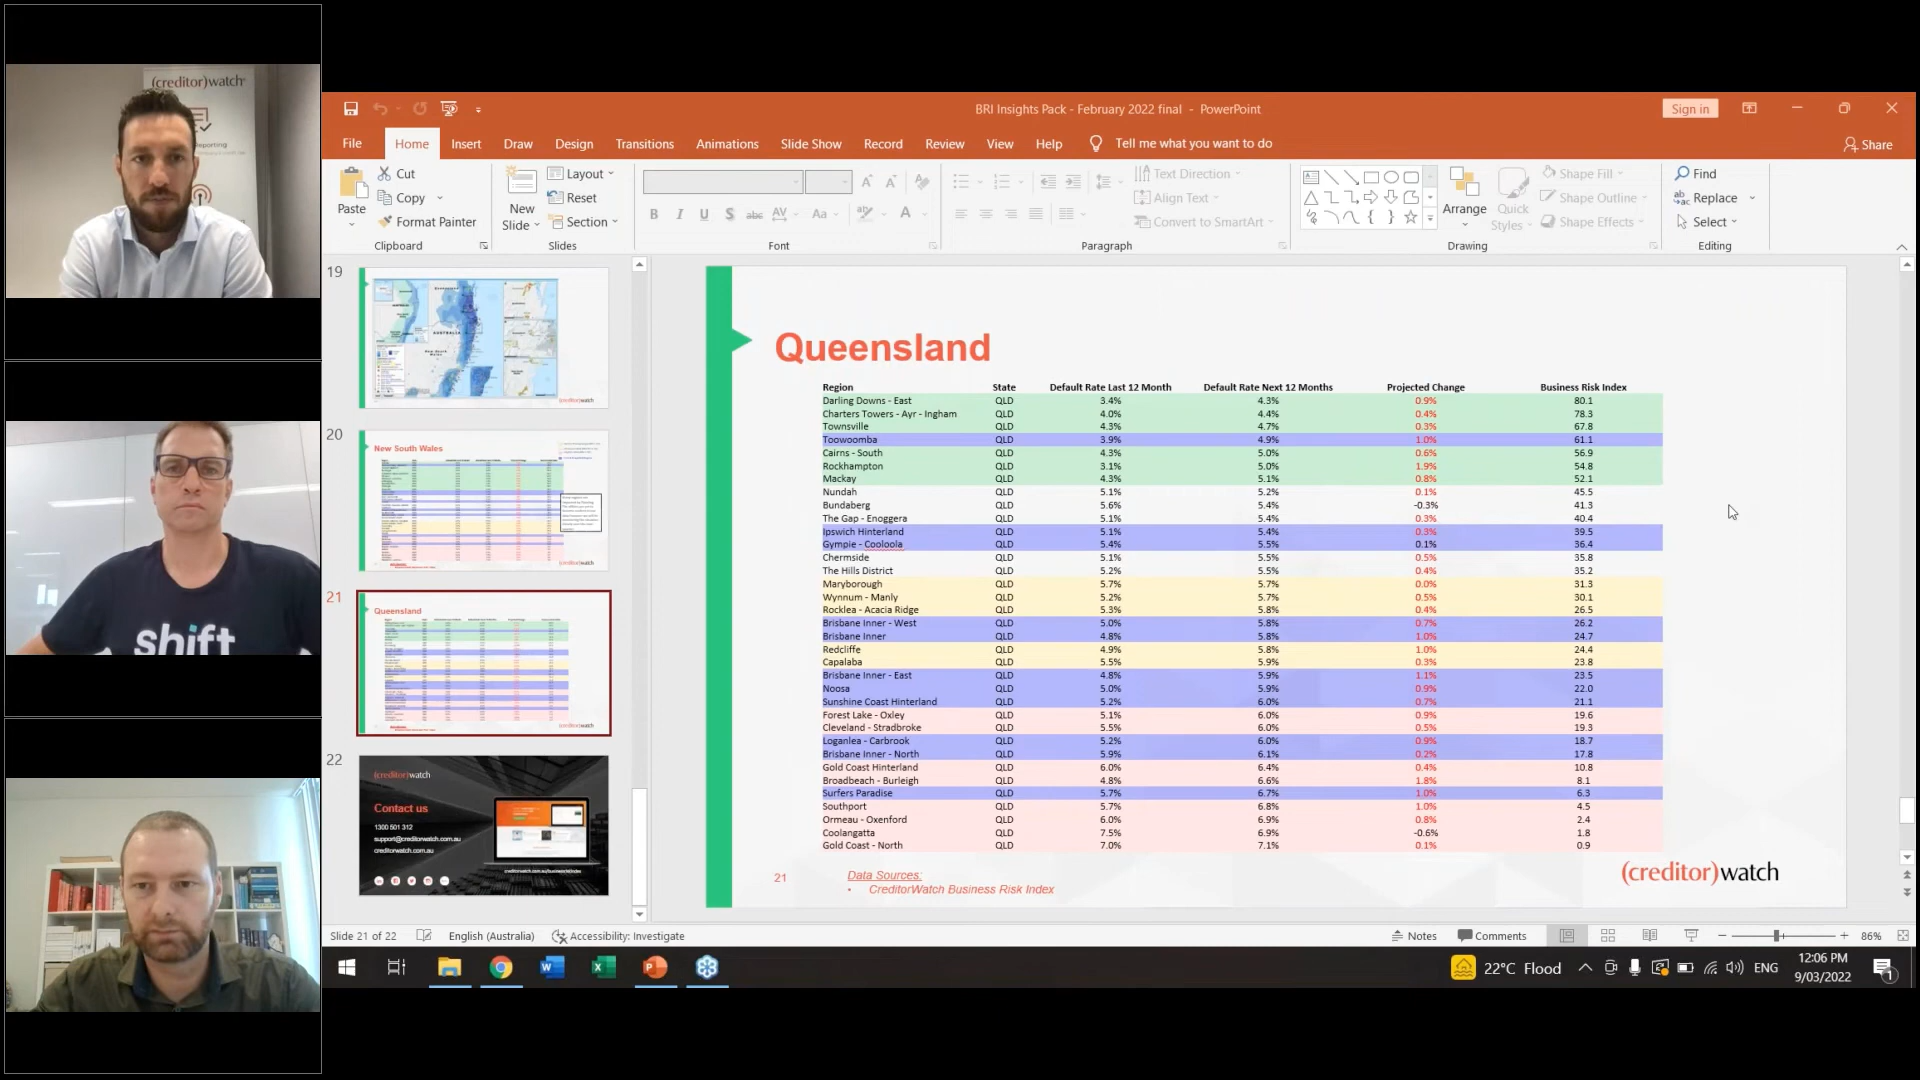 (creditor)watch
shift
BRI Insights Pack - February 2022 final - PowerPoint
Sign in
File Home Insert Draw Design Transitions Animations Slide Show Record Review View Help Tell me what you want to do
Share
Paste
Cut
Copy
Format Painter
Clipboard
New Slide
Layout
Reset
Section
Slides
Font
Text Direction
Align Text
Convert to SmartArt
Paragraph
Arrange
Quick Styles
Shape Fill
Shape Outline
Shape Effects
Drawing
Find
Replace
Select
Editing
19
20
New South Wales
21
Queensland
22
(creditor)watch
Contact us
1300 501 312
support@creditorwatch.com.au
creditorwatch.com.au
Queensland
Region State Default Rate Last 12 Month Default Rate Next 12 Months Projected Change Business Risk Index
Darling Downs - East QLD 3.4% 4.3% 0.9% 80.1
Charters Towers - Ayr - Ingham QLD 4.0% 4.4% 0.4% 78.3
Townsville QLD 4.3% 4.7% 0.3% 67.8
Toowoomba QLD 3.9% 4.9% 1.0% 61.1
Cairns - South QLD 4.3% 5.0% 0.6% 56.9
Rockhampton QLD 3.1% 5.0% 1.9% 54.8
Mackay QLD 4.3% 5.1% 0.8% 52.1
Nundah QLD 5.1% 5.2% 0.1% 45.5
Bundaberg QLD 5.6% 5.4% -0.3% 41.3
The Gap - Enoggera QLD 5.1% 5.4% 0.3% 40.4
Ipswich Hinterland QLD 5.1% 5.4% 0.3% 39.5
Gympie - Cooloola QLD 5.4% 5.5% 0.1% 36.4
Chermside QLD 5.1% 5.5% 0.5% 35.8
The Hills District QLD 5.2% 5.5% 0.4% 35.2
Maryborough QLD 5.7% 5.7% 0.0% 31.3
Wynnum - Manly QLD 5.2% 5.7% 0.5% 30.1
Rocklea - Acacia Ridge QLD 5.3% 5.8% 0.4% 26.5
Brisbane Inner - West QLD 5.0% 5.8% 0.7% 26.2
Brisbane Inner QLD 4.8% 5.8% 1.0% 24.7
Redcliffe QLD 4.9% 5.8% 1.0% 24.4
Capalaba QLD 5.5% 5.9% 0.3% 23.8
Brisbane Inner - East QLD 4.8% 5.9% 1.1% 23.5
Noosa QLD 5.0% 5.9% 0.9% 22.0
Sunshine Coast Hinterland QLD 5.2% 6.0% 0.7% 21.1
Forest Lake - Oxley QLD 5.1% 6.0% 0.9% 19.6
Cleveland - Stradbroke QLD 5.5% 6.0% 0.5% 19.3
Loganlea - Carbrook QLD 5.2% 6.0% 0.9% 18.7
Brisbane Inner - North QLD 5.9% 6.1% 0.2% 17.8
Gold Coast Hinterland QLD 6.0% 6.4% 0.4% 10.8
Broadbeach - Burleigh QLD 4.8% 6.6% 1.8% 8.1
Surfers Paradise QLD 5.7% 6.7% 1.0% 6.3
Southport QLD 5.7% 6.8% 1.0% 4.5
Ormeau - Oxenford QLD 6.0% 6.9% 0.8% 2.4
Coolangatta QLD 7.5% 6.9% -0.6% 1.8
Gold Coast - North QLD 7.0% 7.1% 0.1% 0.9
21
Data Sources:
• CreditorWatch Business Risk Index
(creditor)watch
Slide 21 of 22 English (Australia) Accessibility: Investigate Notes Comments 86%
22°C Flood ENG 12:06 PM
9/03/2022
1